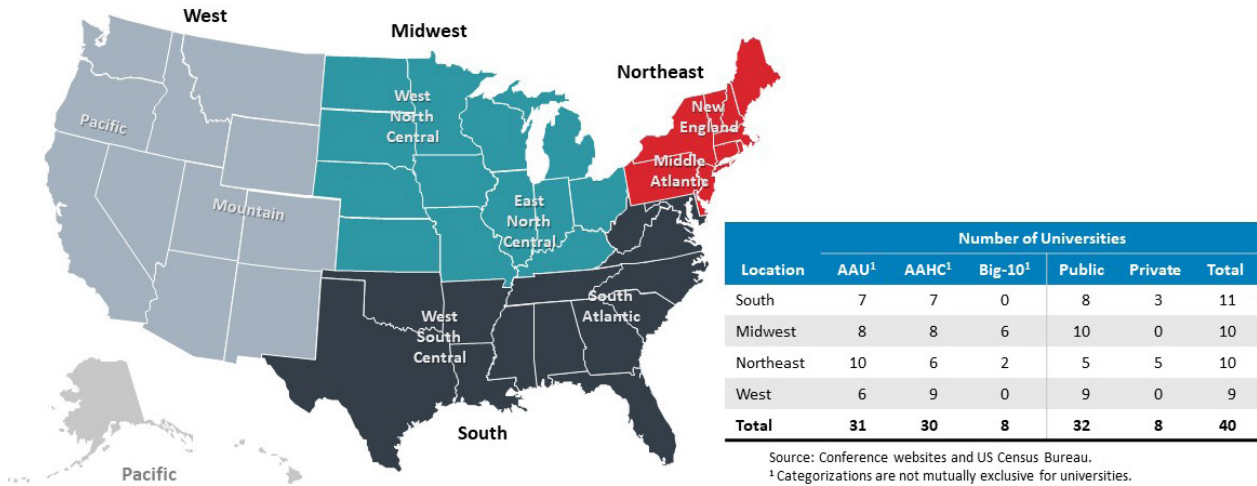 West
Midwest
Northeast
Pacific
West
North
Central
New
England
Middle
Atlantic
Mountain
East
North
Central
South
Atlantic
West
South
Central
South
Pacific
Number of Universities
Location AAU¹ AAHC¹ Big-10¹ Public Private Total
South 7 7 0 8 3 11
Midwest 8 8 6 10 0 10
Northeast 10 6 2 5 5 10
West 6 9 0 9 0 9
Total 31 30 8 32 8 40
Source: Conference websites and US Census Bureau.
¹ Categorizations are not mutually exclusive for universities.